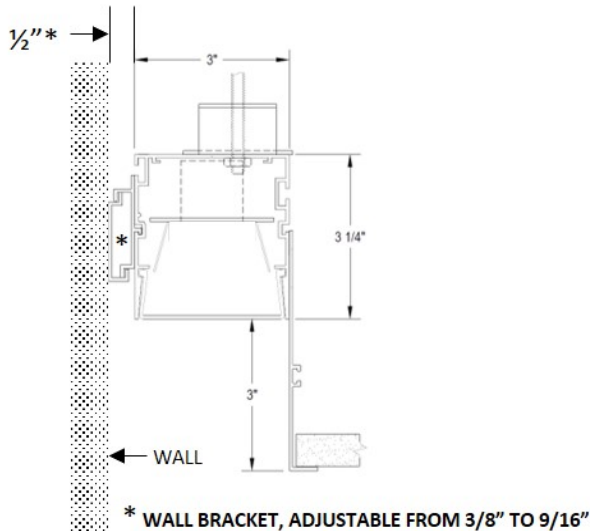 ½”*
3"
*
3 1/4"
3"
WALL
* WALL BRACKET, ADJUSTABLE FROM 3/8” TO 9/16”